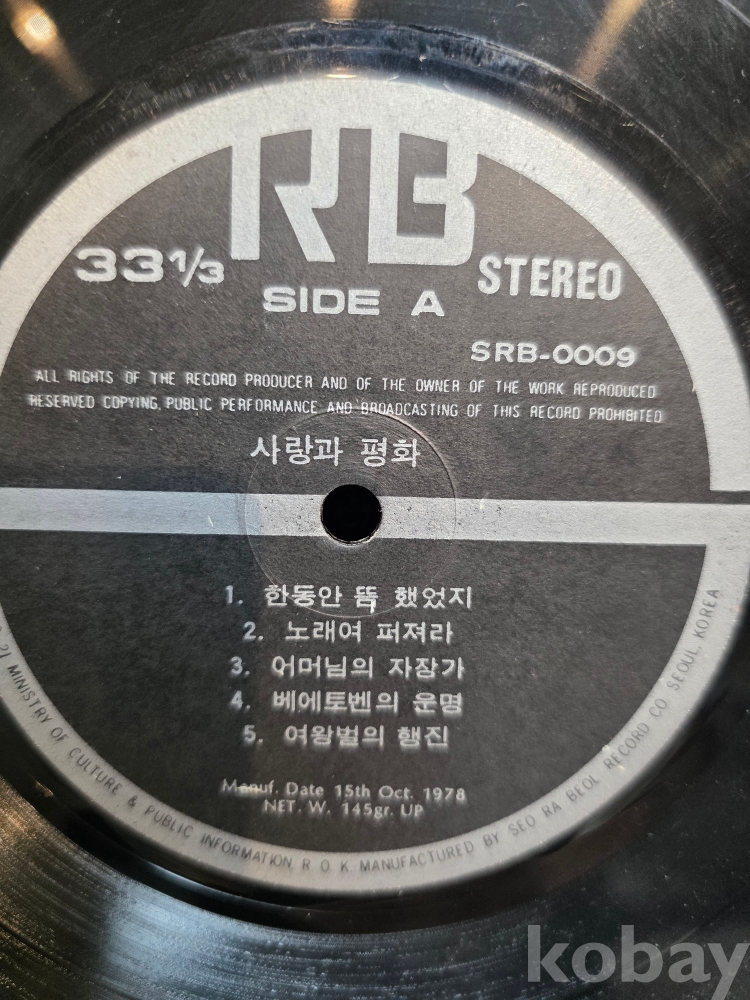 RB
33 1/3
SIDE A
STEREO
SRB-0009
ALL RIGHTS OF THE RECORD PRODUCER AND OF THE OWNER OF THE WORK REPRODUCED
RESERVED COPYING, PUBLIC PERFORMANCE AND BROADCASTING OF THIS RECORD PROHIBITED
사랑과 평화
1. 한동안 뜸 했었지
2. 노래여 퍼져라
3. 어머님의 자장가
4. 베에토벤의 운명
5. 여왕벌의 행진
Manuf. Date 15th Oct. 1978
NET. W. 145gr. UP
MINISTRY OF CULTURE & PUBLIC INFORMATION R O K MANUFACTURED BY SEO RA BEOL RECORD CO SEOUL KOREA
kobay